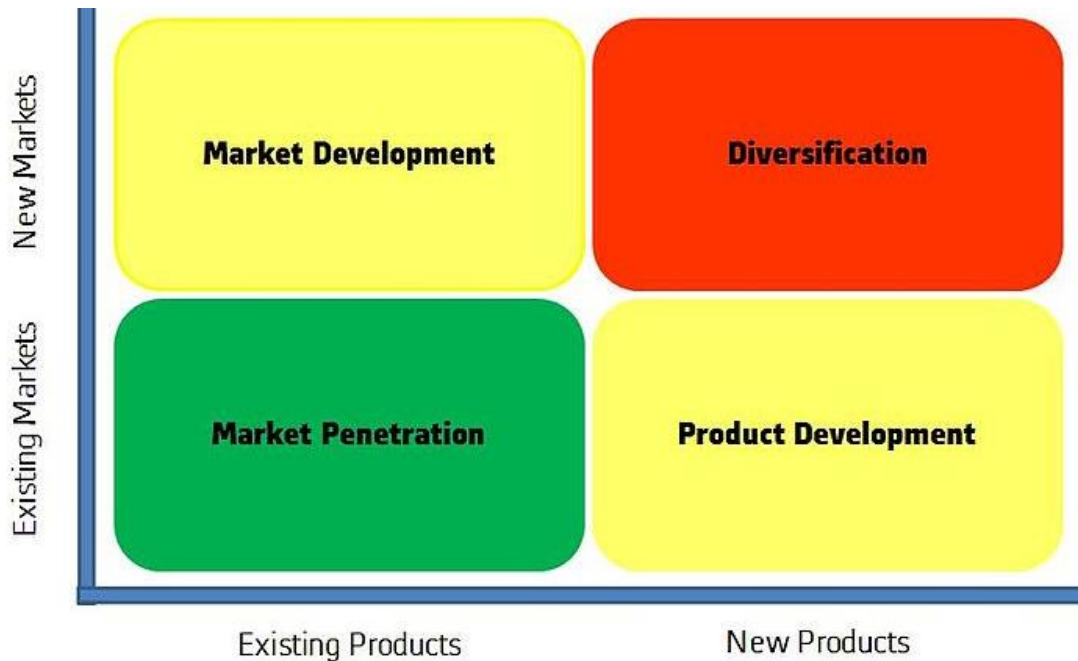 New Markets
Market Development
Diversification
Existing Markets
Market Penetration
Product Development
Existing Products
New Products